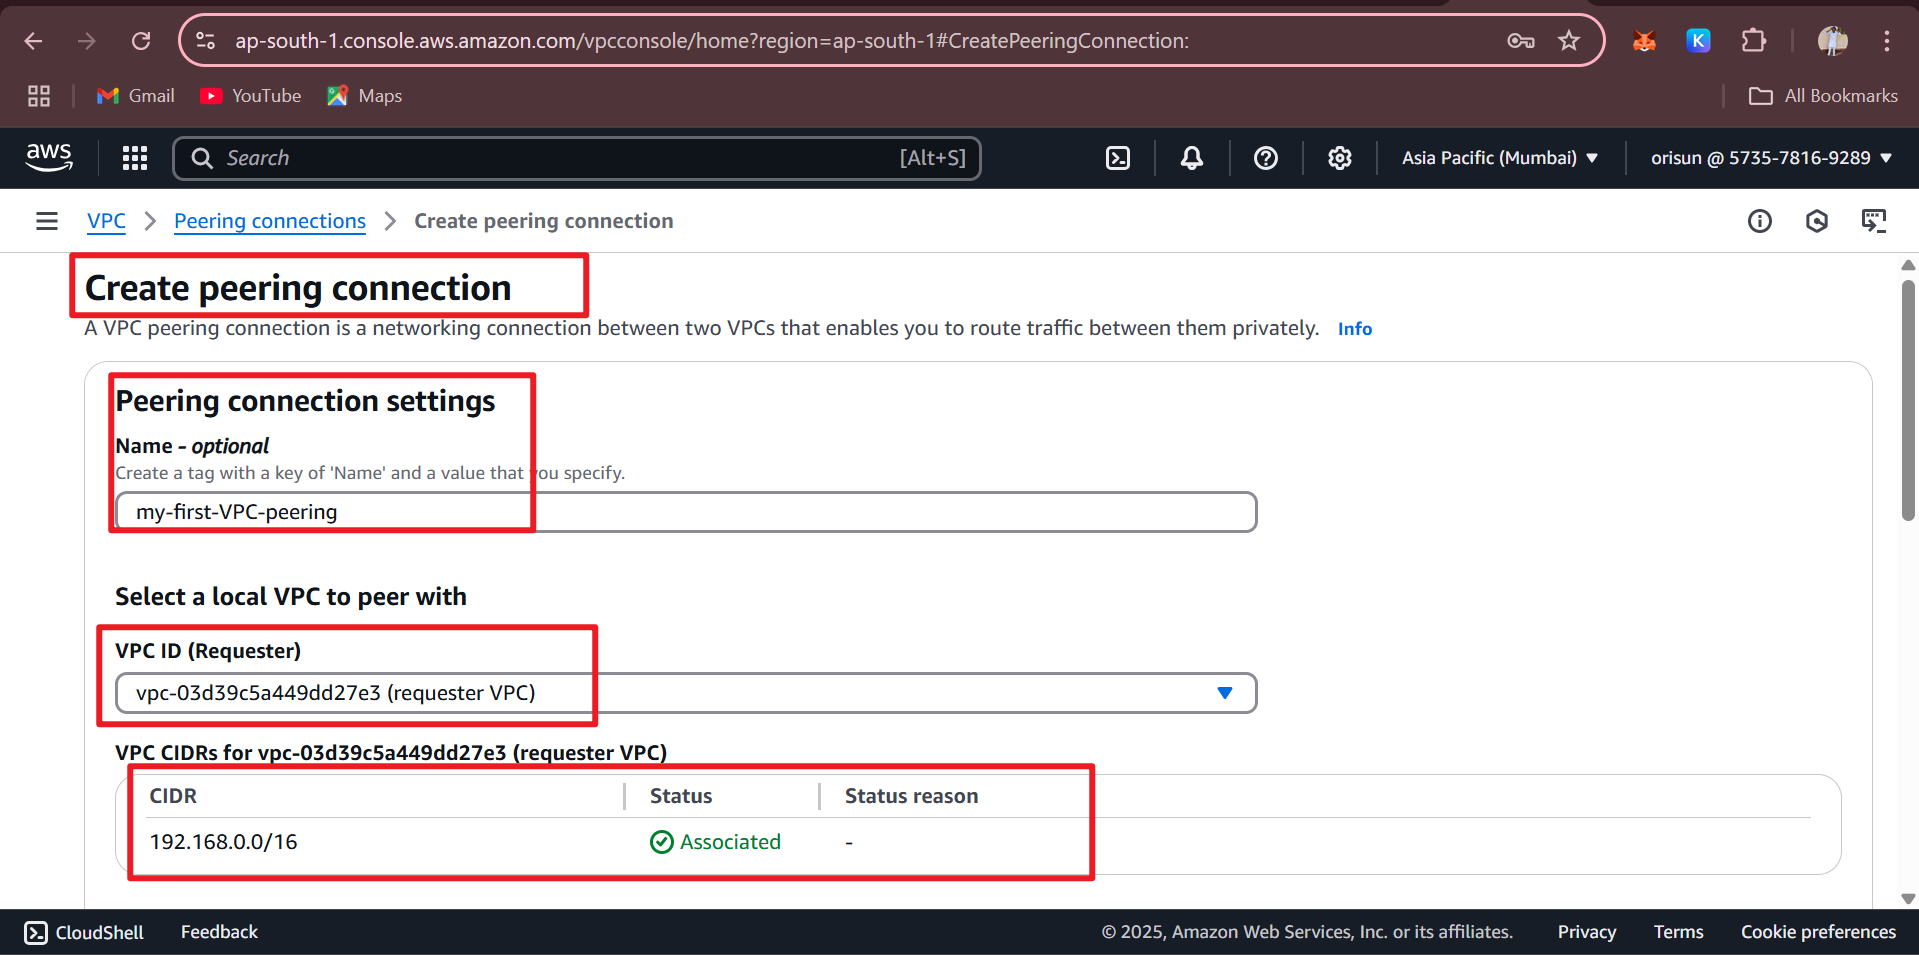 ap-south-1.console.aws.amazon.com/vpcconsole/home?region=ap-south-1#CreatePeeringConnection:
K
Gmail YouTube Maps All Bookmarks
aws Search [Alt+S] Asia Pacific (Mumbai) orisun @ 5735-7816-9289
VPC > Peering connections > Create peering connection
Create peering connection
A VPC peering connection is a networking connection between two VPCs that enables you to route traffic between them privately. Info
Peering connection settings
Name - optional
Create a tag with a key of 'Name' and a value that you specify.
my-first-VPC-peering
Select a local VPC to peer with
VPC ID (Requester)
vpc-03d39c5a449dd27e3 (requester VPC)
VPC CIDRs for vpc-03d39c5a449dd27e3 (requester VPC)
CIDR Status Status reason
192.168.0.0/16 Associated -
CloudShell Feedback © 2025, Amazon Web Services, Inc. or its affiliates. Privacy Terms Cookie preferences